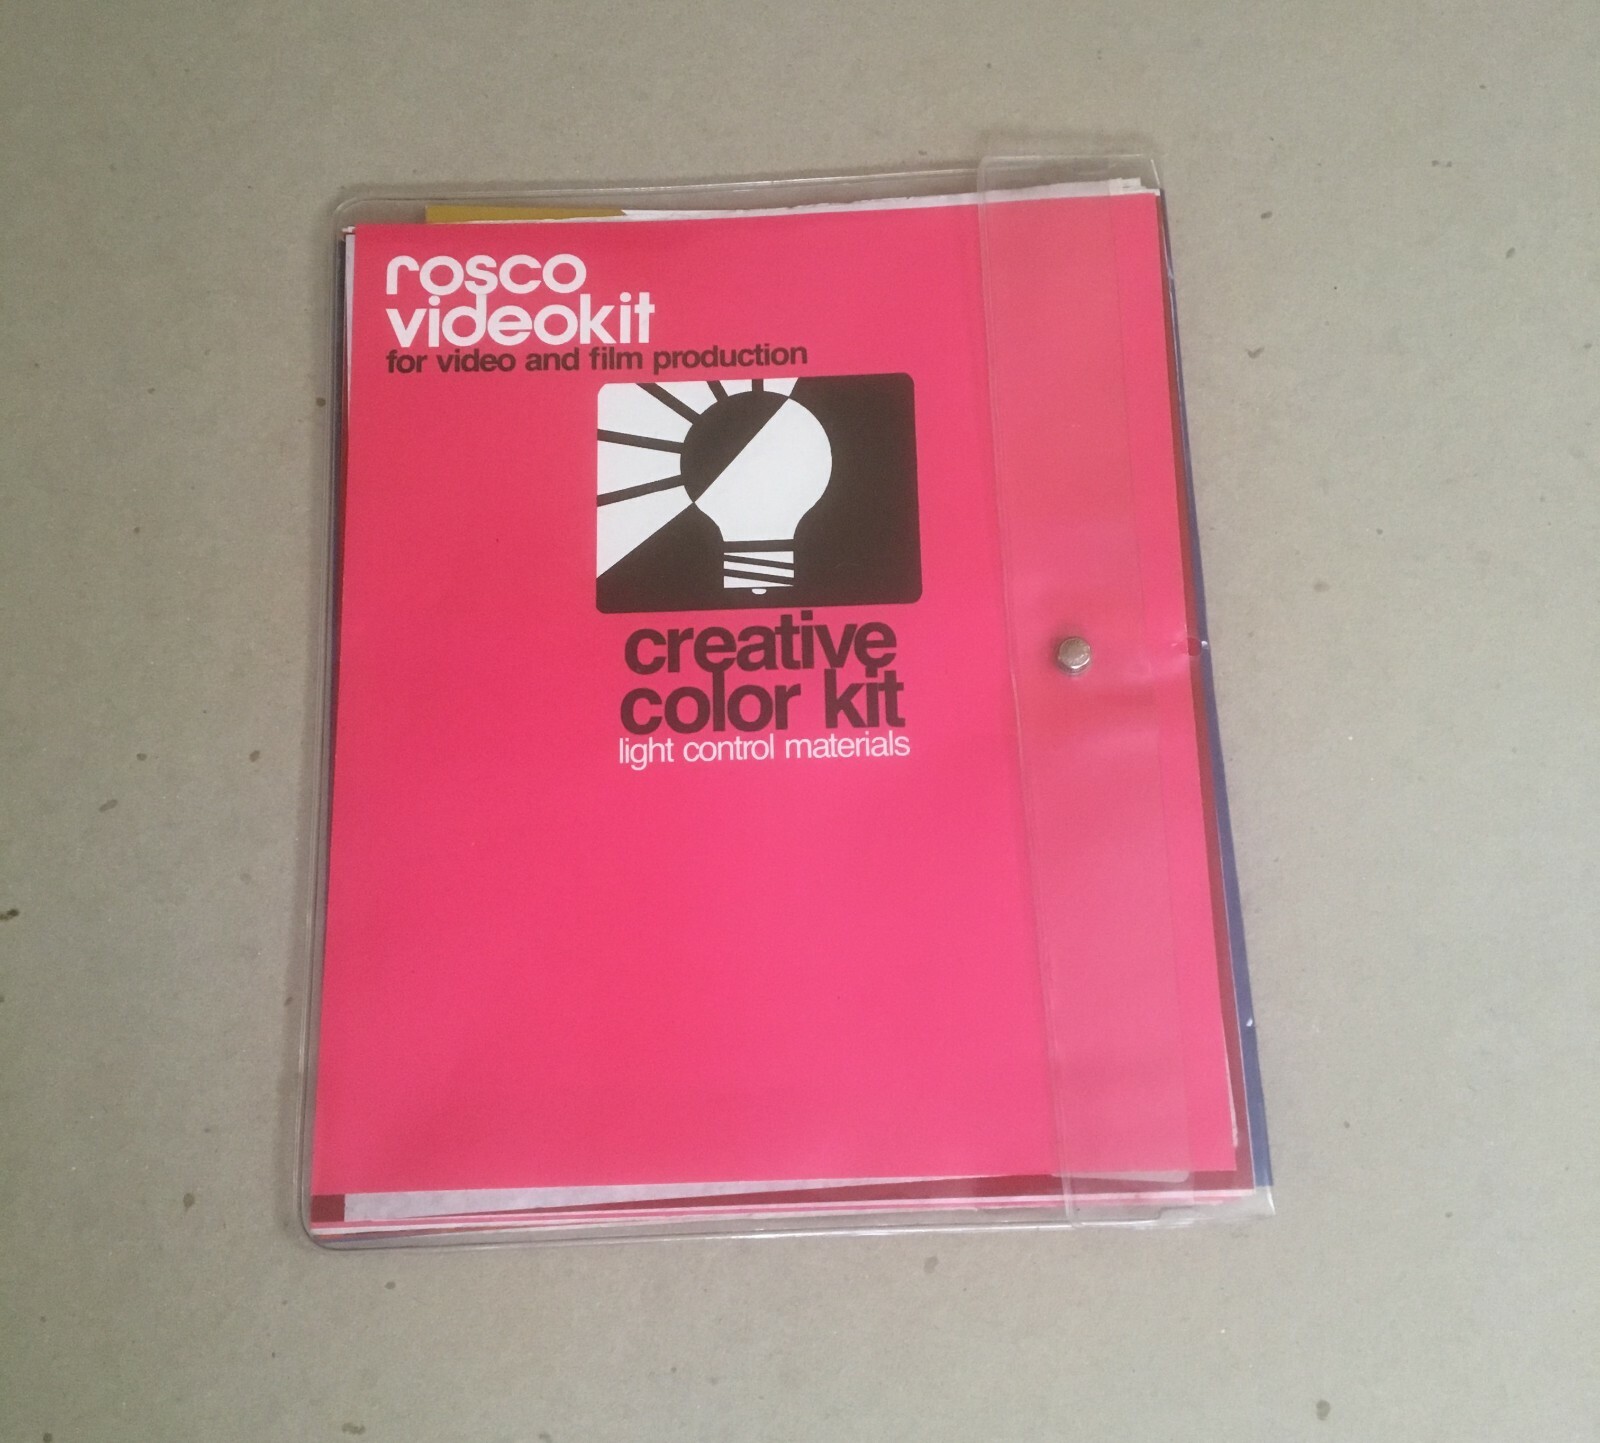 rosco
videokit
for video and film production
creative
color kit
light control materials